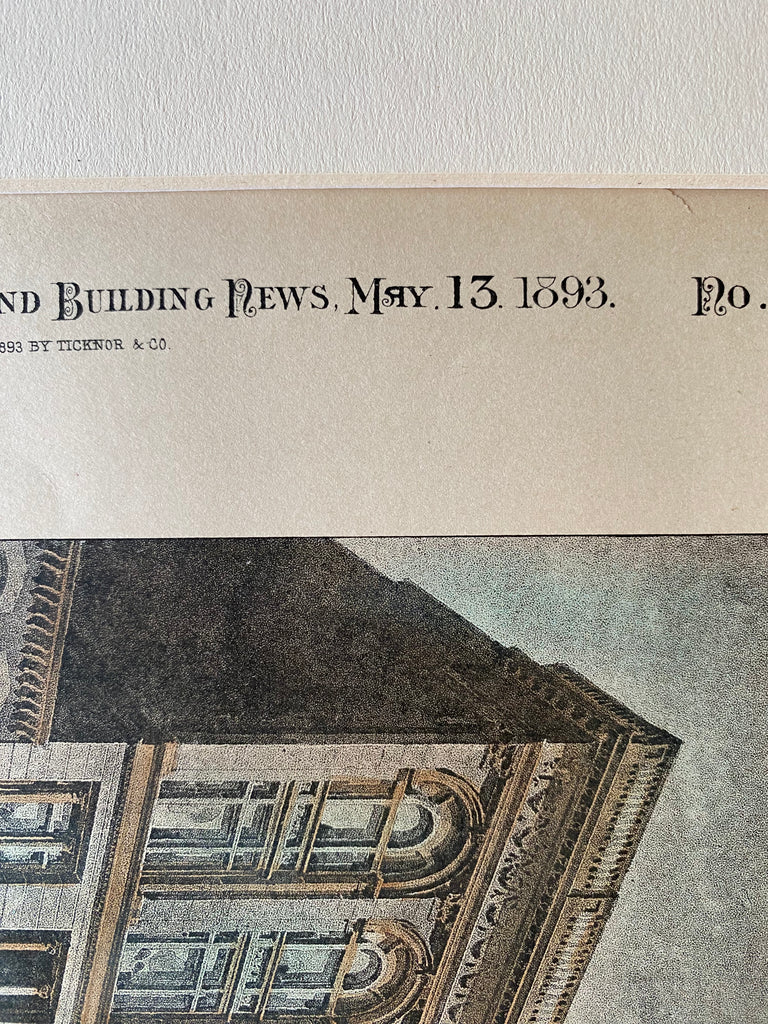 ND BUILDING NEWS, MAY. 13. 1893. No.
893 BY TICKNOR & CO.